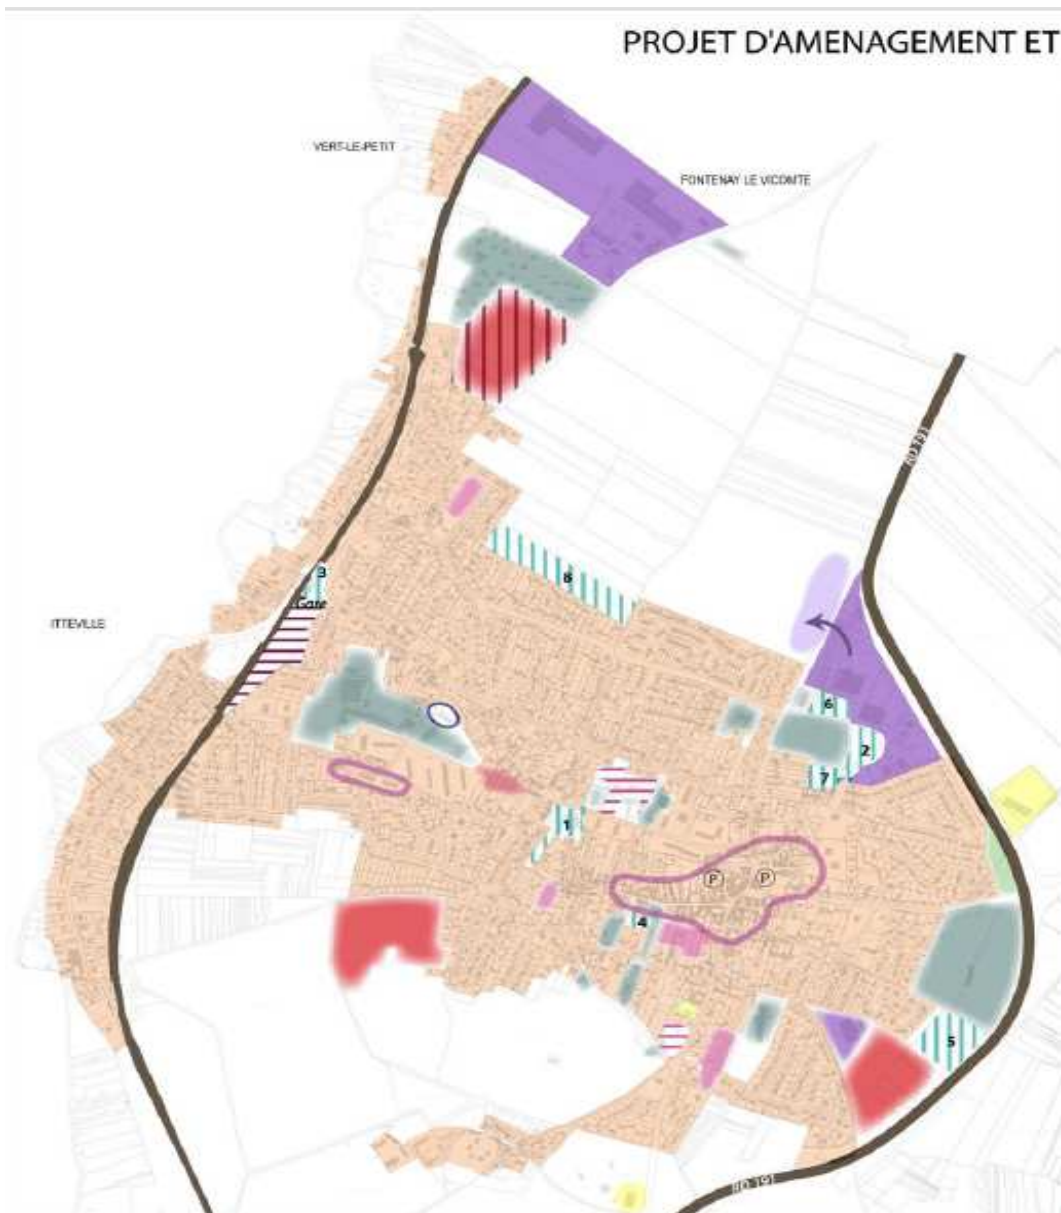 PROJET D'AMENAGEMENT ET
VERT-LE-PETIT
FONTENAY LE VICOMTE
RD 191
3
8
Gare
ITTEVILLE
6
2
7
1
P
P
4
5
RD 191